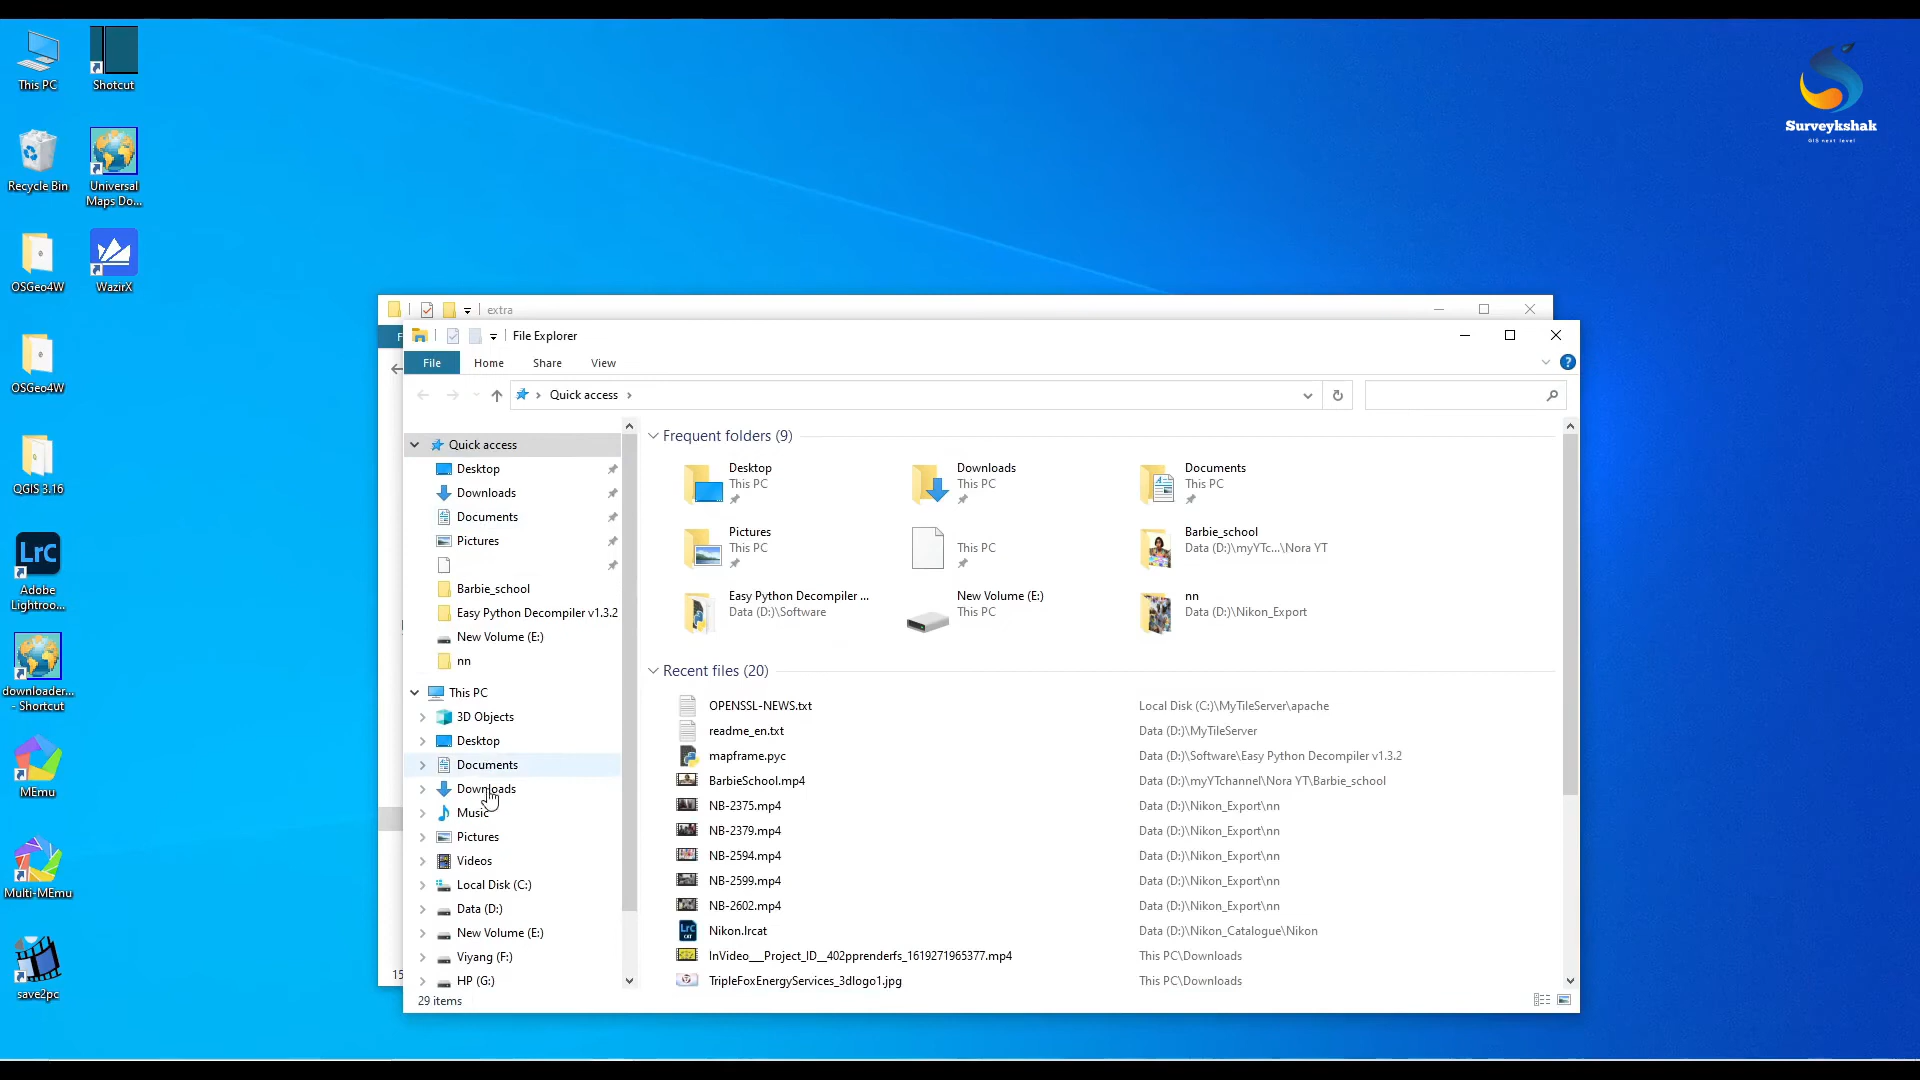 This PC
Shotcut
Recycle Bin
Universal
Maps Do...
OSGeo4W
WazirX
OSGeo4W
QGIS 3.16
Adobe
Lightroo...
downloader...
- Shortcut
MEmu
Multi-MEmu
save2pc
Surveykshak
GIS next level
extra
File Explorer
File
Home
Share
View
Quick access
Quick access
Desktop
Downloads
Documents
Pictures
Barbie_school
Easy Python Decompiler v1.3.2
New Volume (E:)
nn
This PC
3D Objects
Desktop
Documents
Downloads
Music
Pictures
Videos
Local Disk (C:)
Data (D:)
New Volume (E:)
Viyang (F:)
HP (G:)
29 items
15
Frequent folders (9)
Desktop
This PC
Downloads
This PC
Documents
This PC
Pictures
This PC
This PC
Barbie_school
Data (D:)\myYTc...\Nora YT
Easy Python Decompiler ...
Data (D:)\Software
New Volume (E:)
This PC
nn
Data (D:)\Nikon_Export
Recent files (20)
OPENSSL-NEWS.txt Local Disk (C:)\MyTileServer\apache
readme_en.txt Data (D:)\MyTileServer
mapframe.pyc Data (D:)\Software\Easy Python Decompiler v1.3.2
BarbieSchool.mp4 Data (D:)\myYTchannel\Nora YT\Barbie_school
NB-2375.mp4 Data (D:)\Nikon_Export\nn
NB-2379.mp4 Data (D:)\Nikon_Export\nn
NB-2594.mp4 Data (D:)\Nikon_Export\nn
NB-2599.mp4 Data (D:)\Nikon_Export\nn
NB-2602.mp4 Data (D:)\Nikon_Export\nn
Nikon.lrcat Data (D:)\Nikon_Catalogue\Nikon
InVideo___Project_ID__402pprenderfs_1619271965377.mp4 This PC\Downloads
TripleFoxEnergyServices_3dlogo1.jpg This PC\Downloads